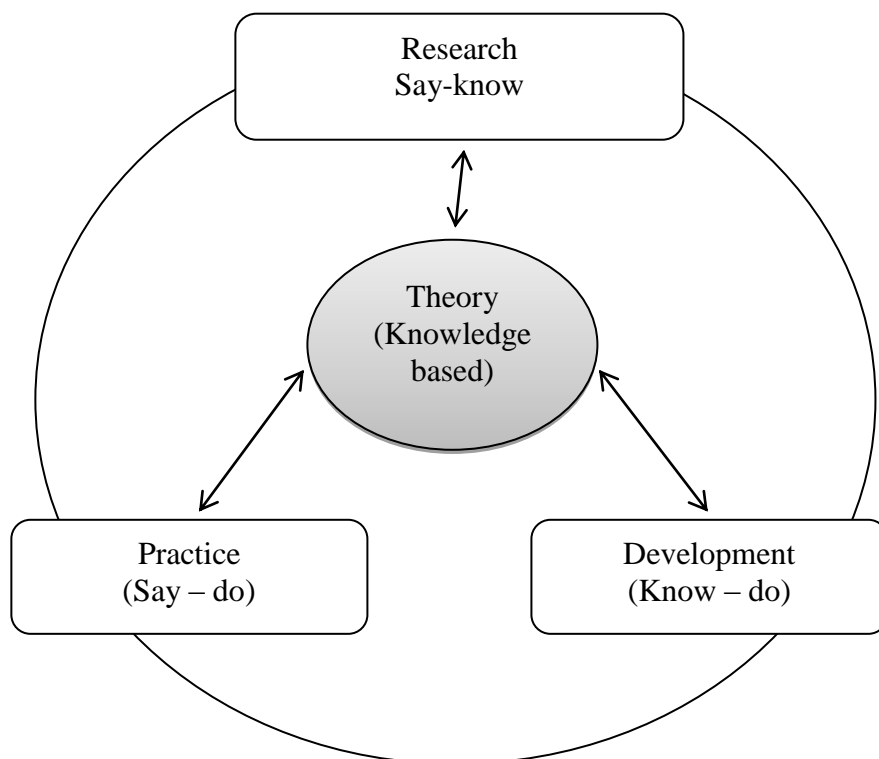 Research
Say-know
Theory
(Knowledge
based)
Practice
(Say – do)
Development
(Know – do)